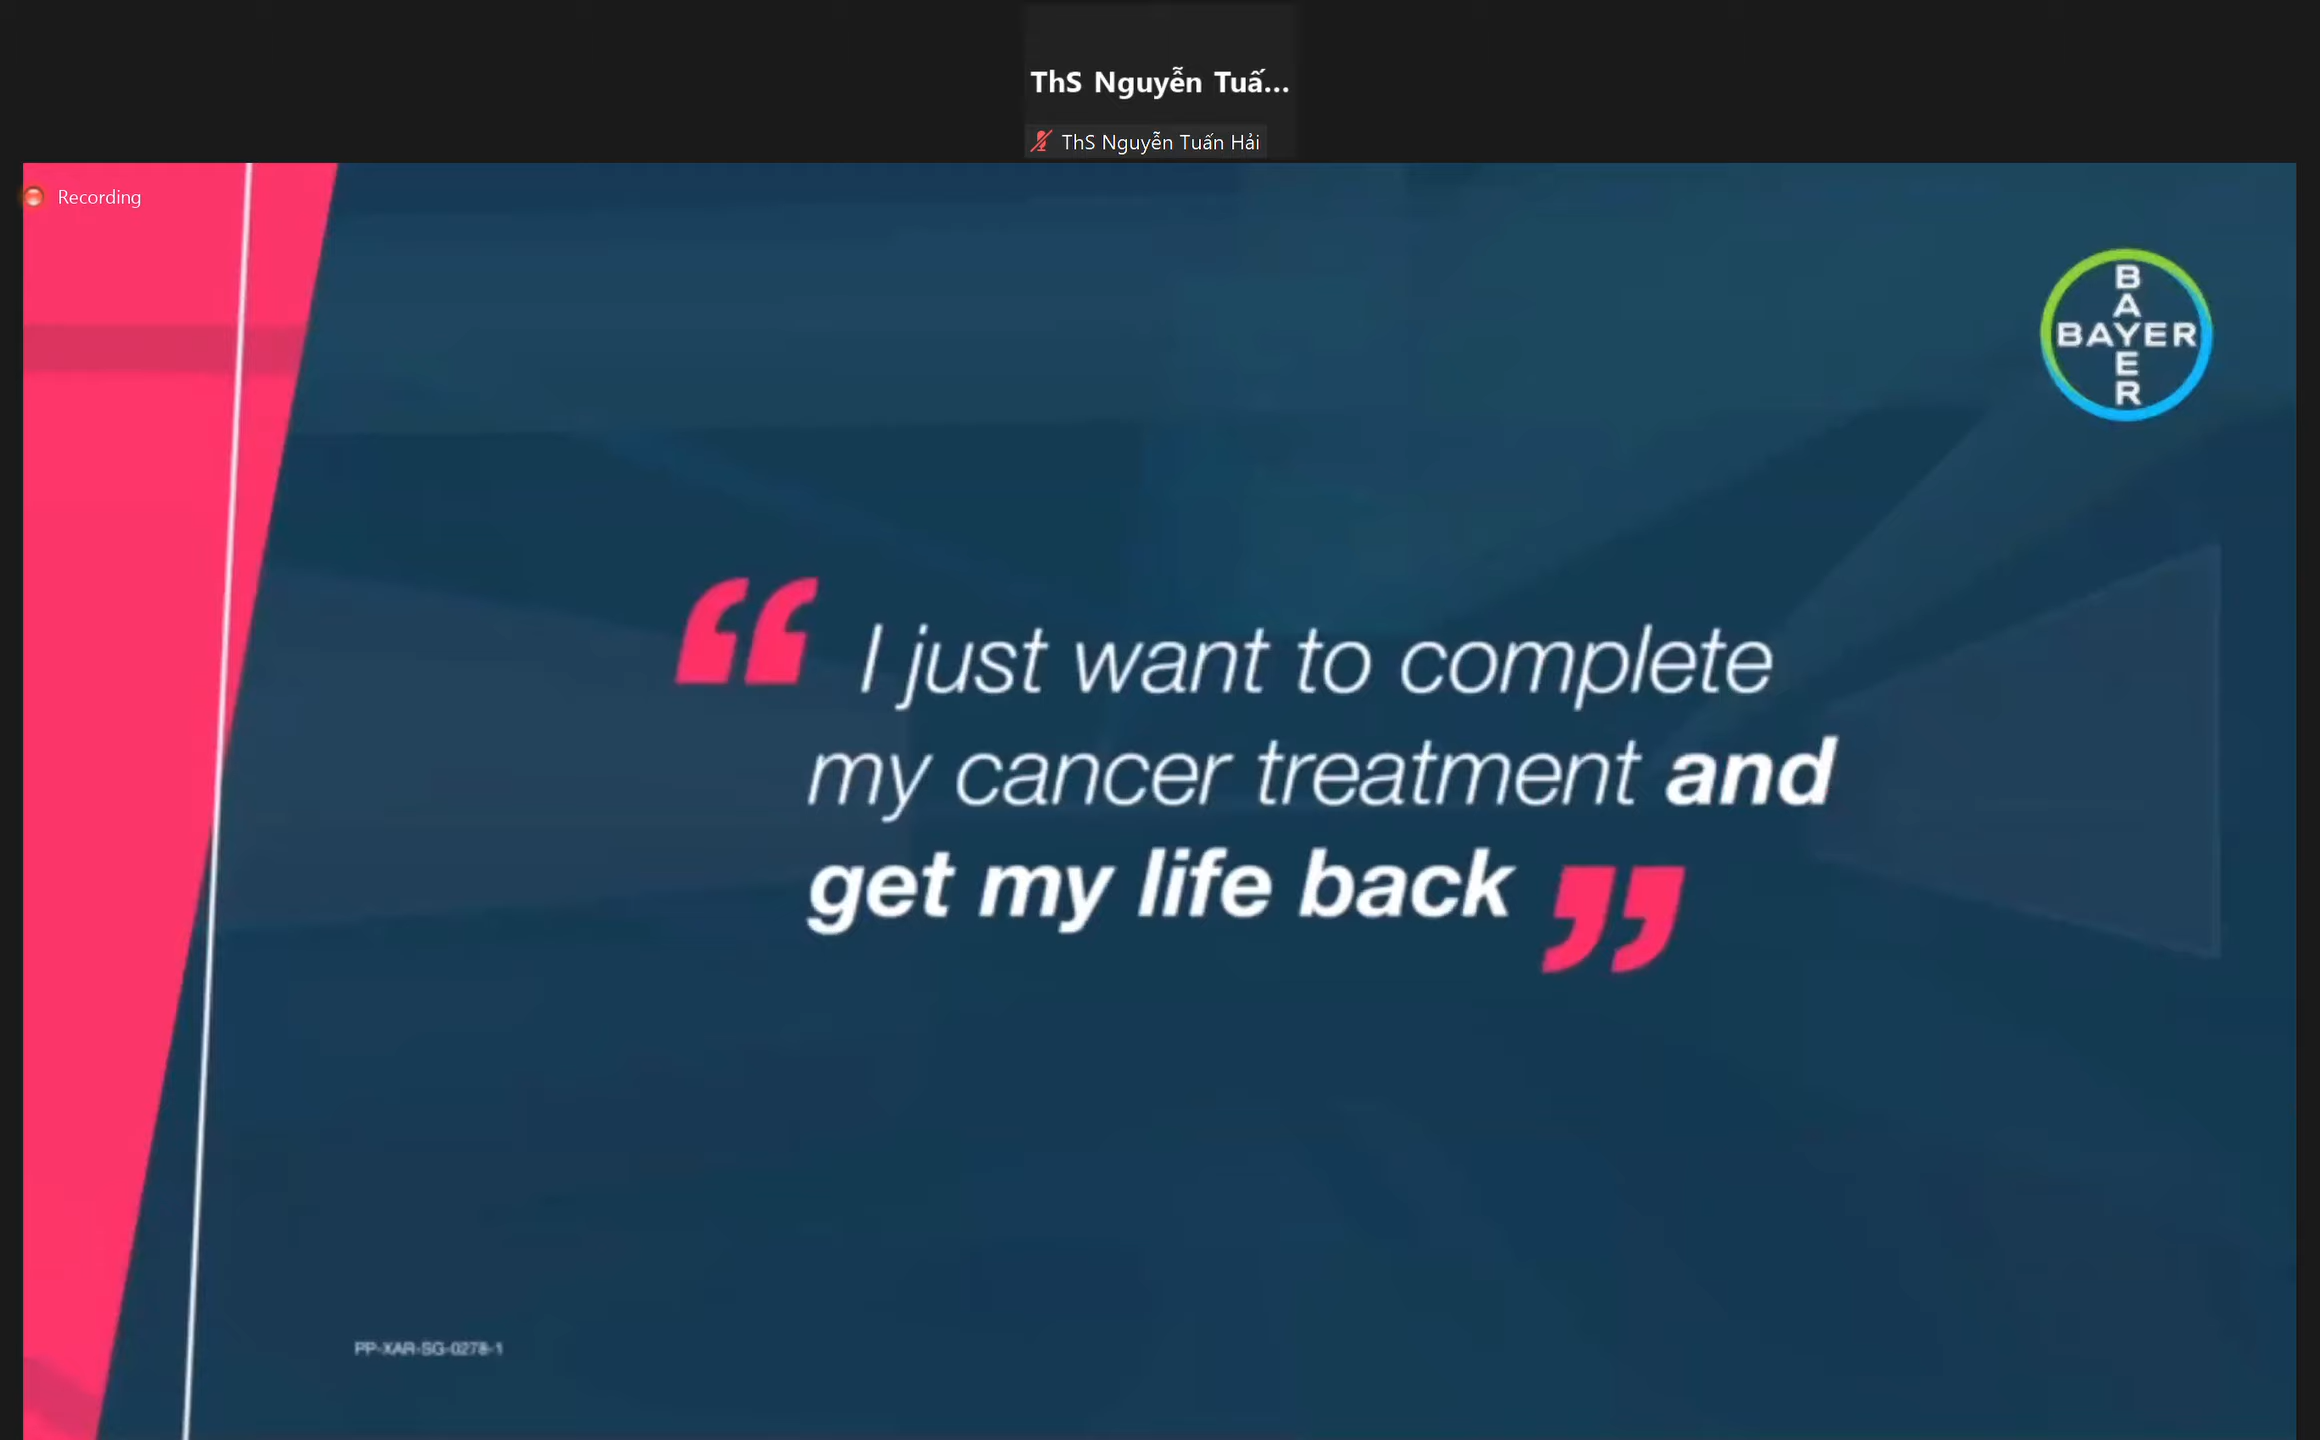 ThS Nguyễn Tuấ...
ThS Nguyễn Tuấn Hải
Recording
BAYER
BAYER
“ I just want to complete
my cancer treatment and
get my life back ”
PP-XAR-SG-0278-1